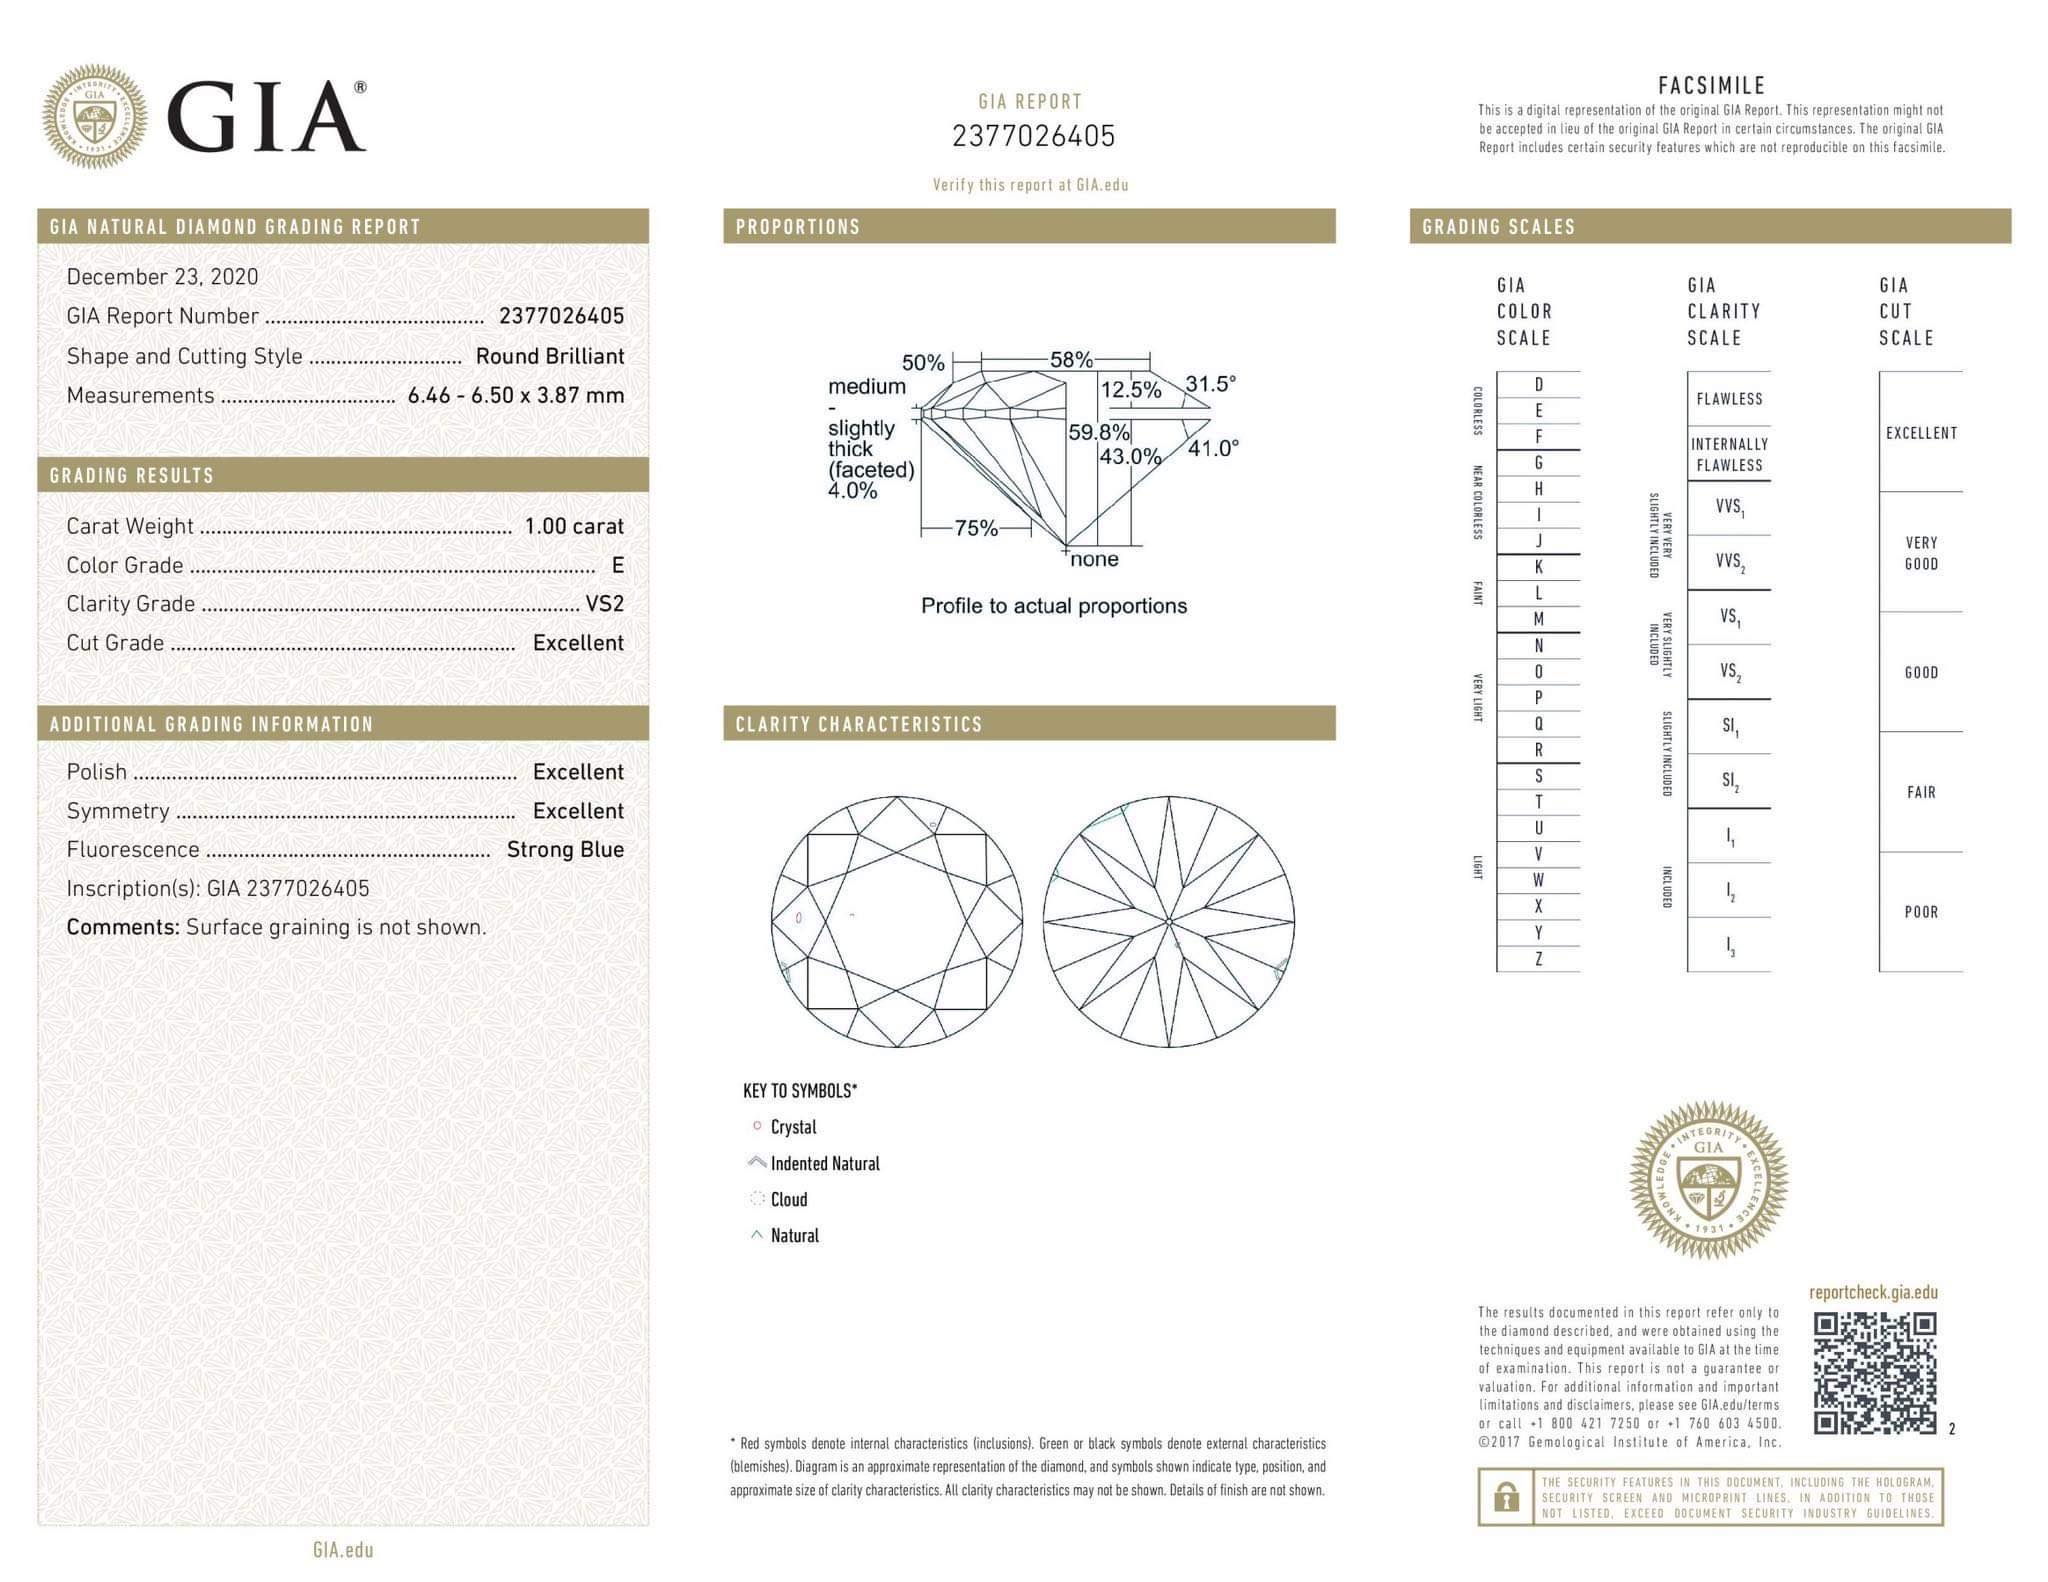 GIA®
GIA REPORT
2377026405
Verify this report at GIA.edu
FACSIMILE
This is a digital representation of the original GIA Report. This representation might not
be accepted in lieu of the original GIA Report in certain circumstances. The original GIA
Report includes certain security features which are not reproducible on this facsimile.
GIA NATURAL DIAMOND GRADING REPORT
December 23, 2020
GIA Report Number ........................................ 2377026405
Shape and Cutting Style ............................ Round Brilliant
Measurements ................................ 6.46 - 6.50 x 3.87 mm
GRADING RESULTS
Carat Weight ......................................................... 1.00 carat
Color Grade .......................................................................... E
Clarity Grade ..................................................................... VS2
Cut Grade ............................................................... Excellent
ADDITIONAL GRADING INFORMATION
Polish ...................................................................... Excellent
Symmetry .............................................................. Excellent
Fluorescence .................................................... Strong Blue
Inscription(s): GIA 2377026405
Comments: Surface graining is not shown.
GIA.edu
PROPORTIONS
50%
58%
medium
-
slightly
thick
(faceted)
4.0%
12.5%
31.5°
59.8%
43.0%
41.0°
75%
none
Profile to actual proportions
CLARITY CHARACTERISTICS
KEY TO SYMBOLS*
Crystal
Indented Natural
Cloud
Natural
* Red symbols denote internal characteristics (inclusions). Green or black symbols denote external characteristics
(blemishes). Diagram is an approximate representation of the diamond, and symbols shown indicate type, position, and
approximate size of clarity characteristics. All clarity characteristics may not be shown. Details of finish are not shown.
GRADING SCALES
GIA
COLOR
SCALE
COLORLESS
D
E
F
NEAR COLORLESS
G
H
I
J
FAINT
K
L
M
VERY LIGHT
N
O
P
Q
R
LIGHT
S
T
U
V
W
X
Y
Z
GIA
CLARITY
SCALE
FLAWLESS
INTERNALLY
FLAWLESS
VERY VERY
SLIGHTLY INCLUDED
VVS1
VVS2
VERY SLIGHTLY
INCLUDED
VS1
VS2
SLIGHTLY INCLUDED
SI1
SI2
INCLUDED
I1
I2
I3
GIA
CUT
SCALE
EXCELLENT
VERY
GOOD
GOOD
FAIR
POOR
GIA
KNOWLEDGE • INTEGRITY • EXCELLENCE • 1931 •
reportcheck.gia.edu
The results documented in this report refer only to
the diamond described, and were obtained using the
techniques and equipment available to GIA at the time
of examination. This report is not a guarantee or
valuation. For additional information and important
limitations and disclaimers, please see GIA.edu/terms
or call +1 800 421 7250 or +1 760 603 4500.
©2017 Gemological Institute of America, Inc.
2
THE SECURITY FEATURES IN THIS DOCUMENT, INCLUDING THE HOLOGRAM,
SECURITY SCREEN AND MICROPRINT LINES, IN ADDITION TO THOSE
NOT LISTED, EXCEED DOCUMENT SECURITY INDUSTRY GUIDELINES.